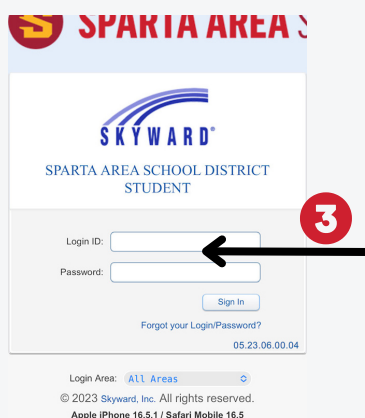 S SPARTA AREA S
SKYWARD®
SPARTA AREA SCHOOL DISTRICT
STUDENT
3
Login ID:
Password:
Sign In
Forgot your Login/Password?
05.23.06.00.04
Login Area: All Areas
© 2023 Skyward, Inc. All rights reserved.
Apple iPhone 16.5.1 / Safari Mobile 16.5